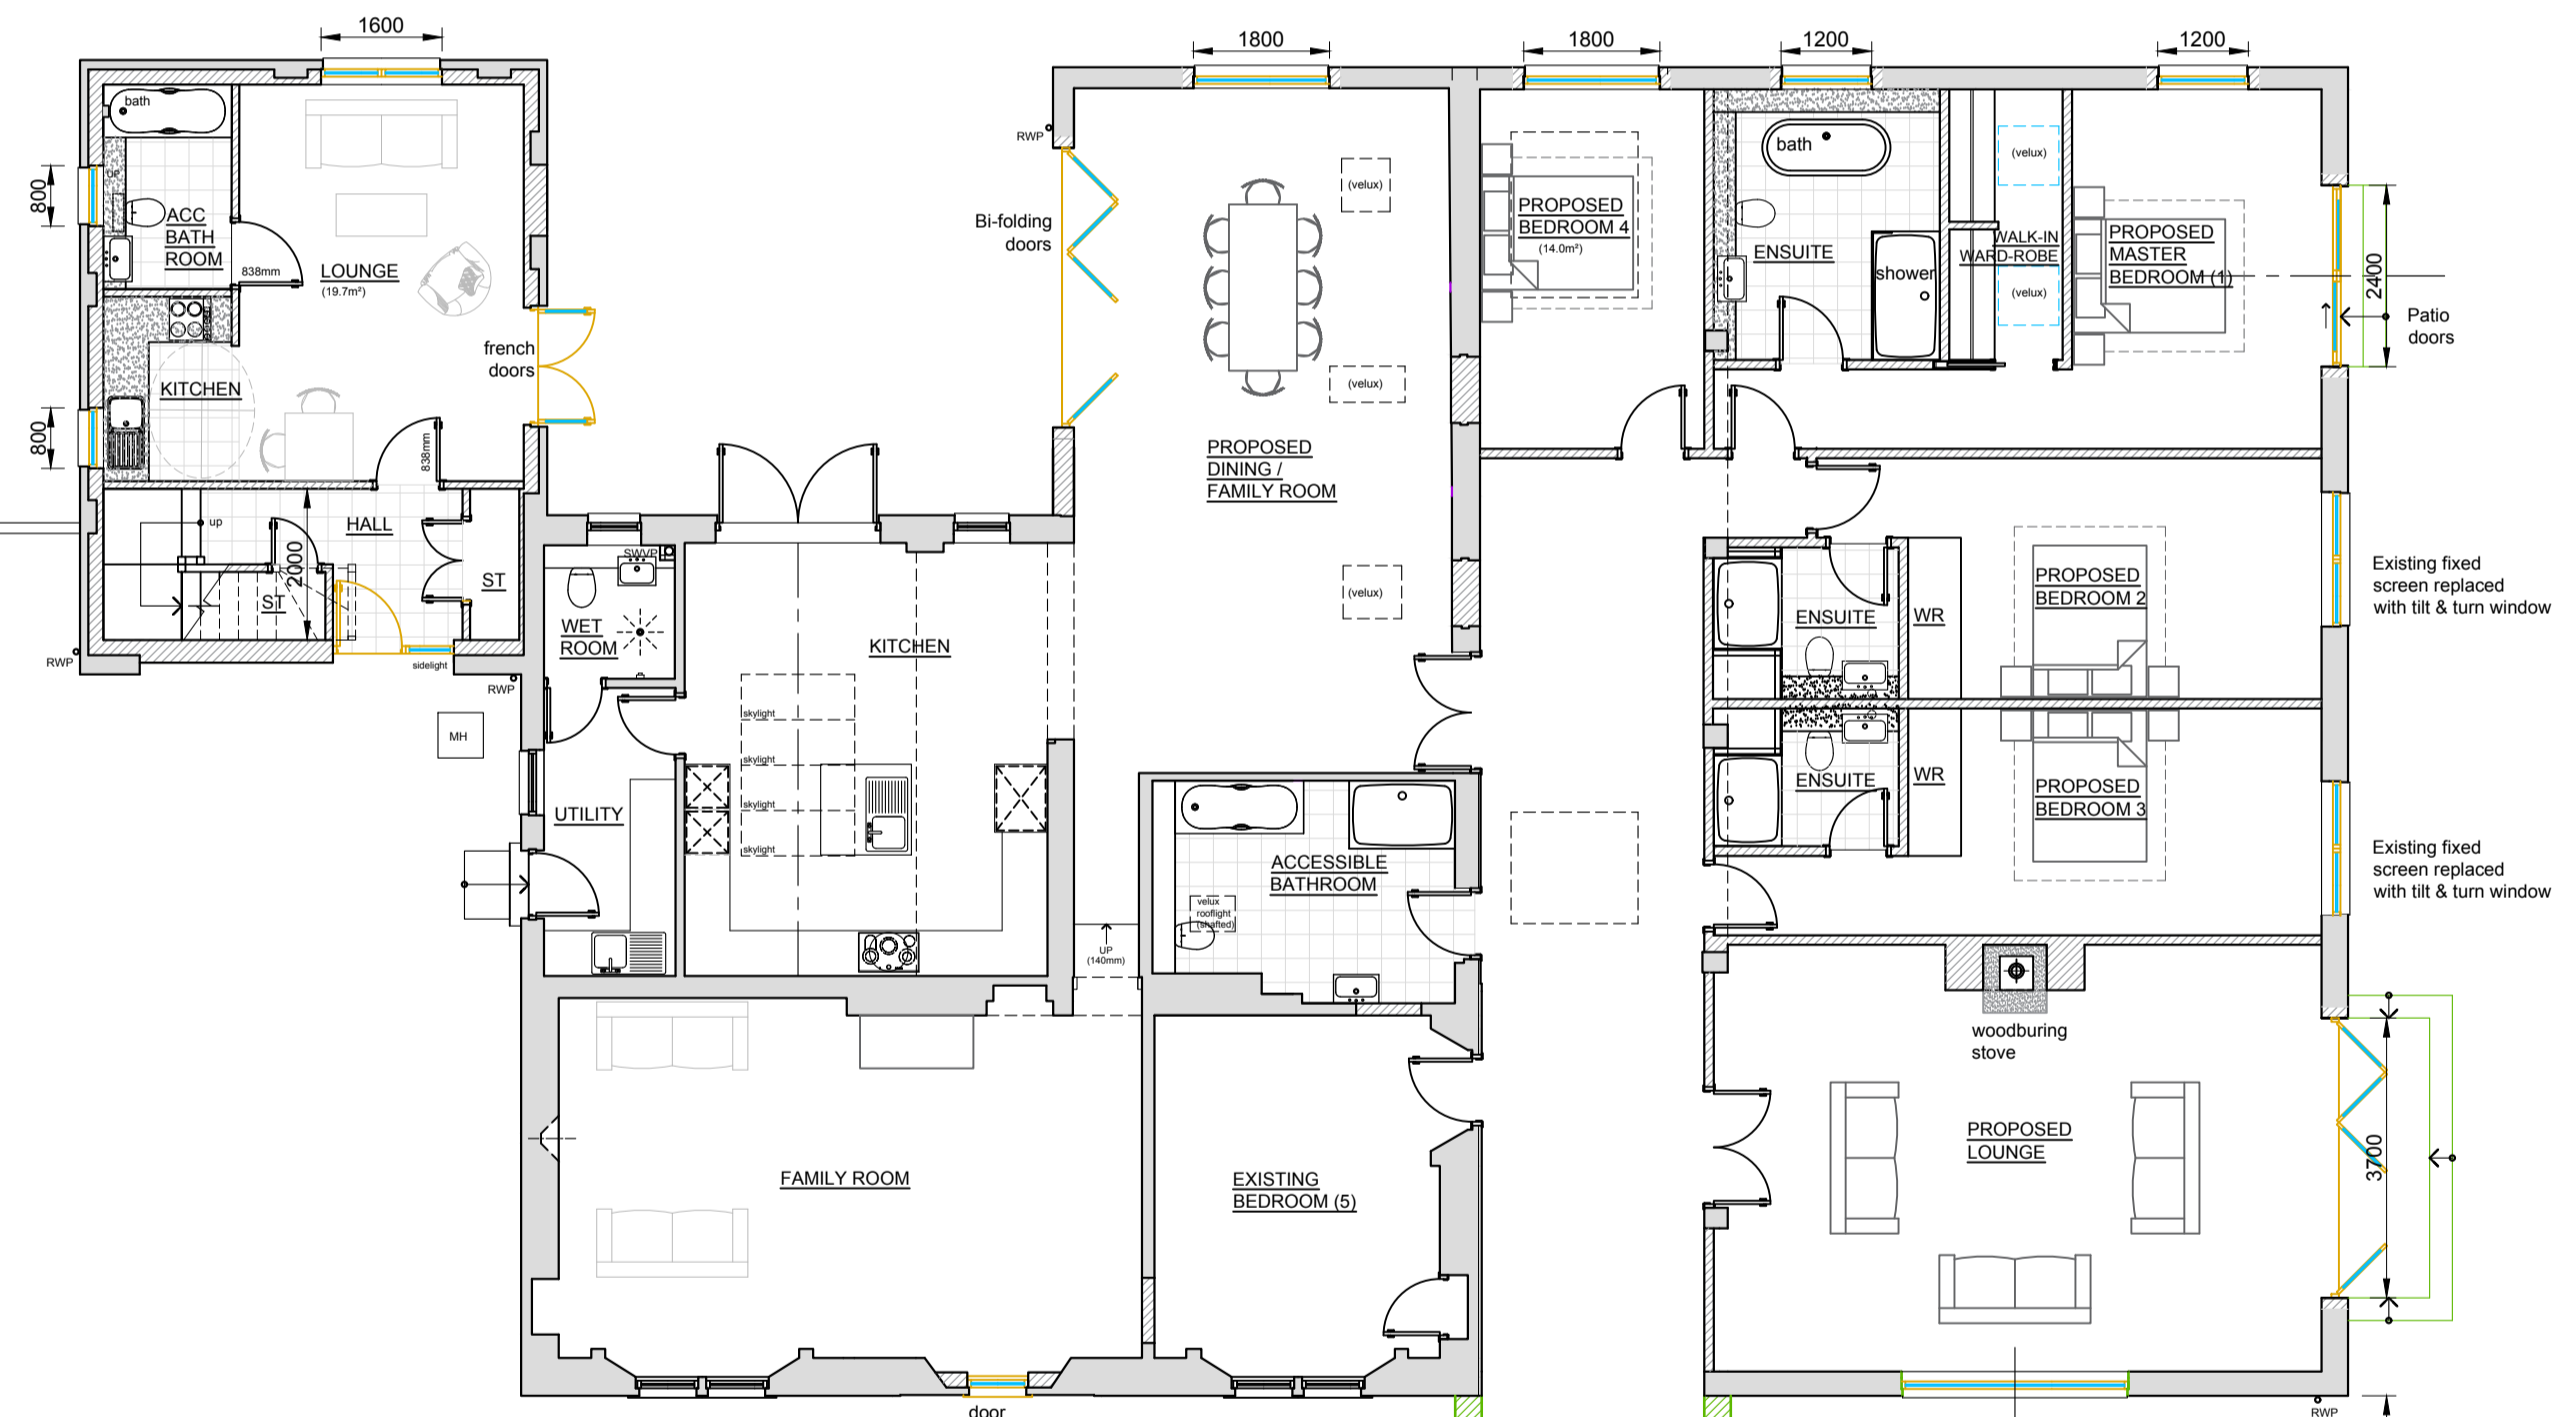 1600
1800
1800
1200
1200
bath
RWP
800
UP
ACC
BATH
ROOM
838mm
LOUNGE
(19.7m²)
Bi-folding
doors
(velux)
PROPOSED
BEDROOM 4
(14.0m²)
bath
ENSUITE
shower
(velux)
WALK-IN
WARD-ROBE
(velux)
PROPOSED
MASTER
BEDROOM (1)
2400
Patio
doors
french
doors
KITCHEN
800
838mm
(velux)
PROPOSED
DINING /
FAMILY ROOM
up
HALL
2000
ST
ST
sidelight
RWP
RWP
MH
SWVP
WET
ROOM
KITCHEN
(velux)
skylight
skylight
skylight
skylight
UTILITY
ENSUITE
WR
PROPOSED
BEDROOM 2
Existing fixed
screen replaced
with tilt & turn window
ENSUITE
WR
PROPOSED
BEDROOM 3
Existing fixed
screen replaced
with tilt & turn window
ACCESSIBLE
BATHROOM
velux
rooflight
(shafted)
UP
(140mm)
woodburing
stove
PROPOSED
LOUNGE
3700
FAMILY ROOM
EXISTING
BEDROOM (5)
door
RWP